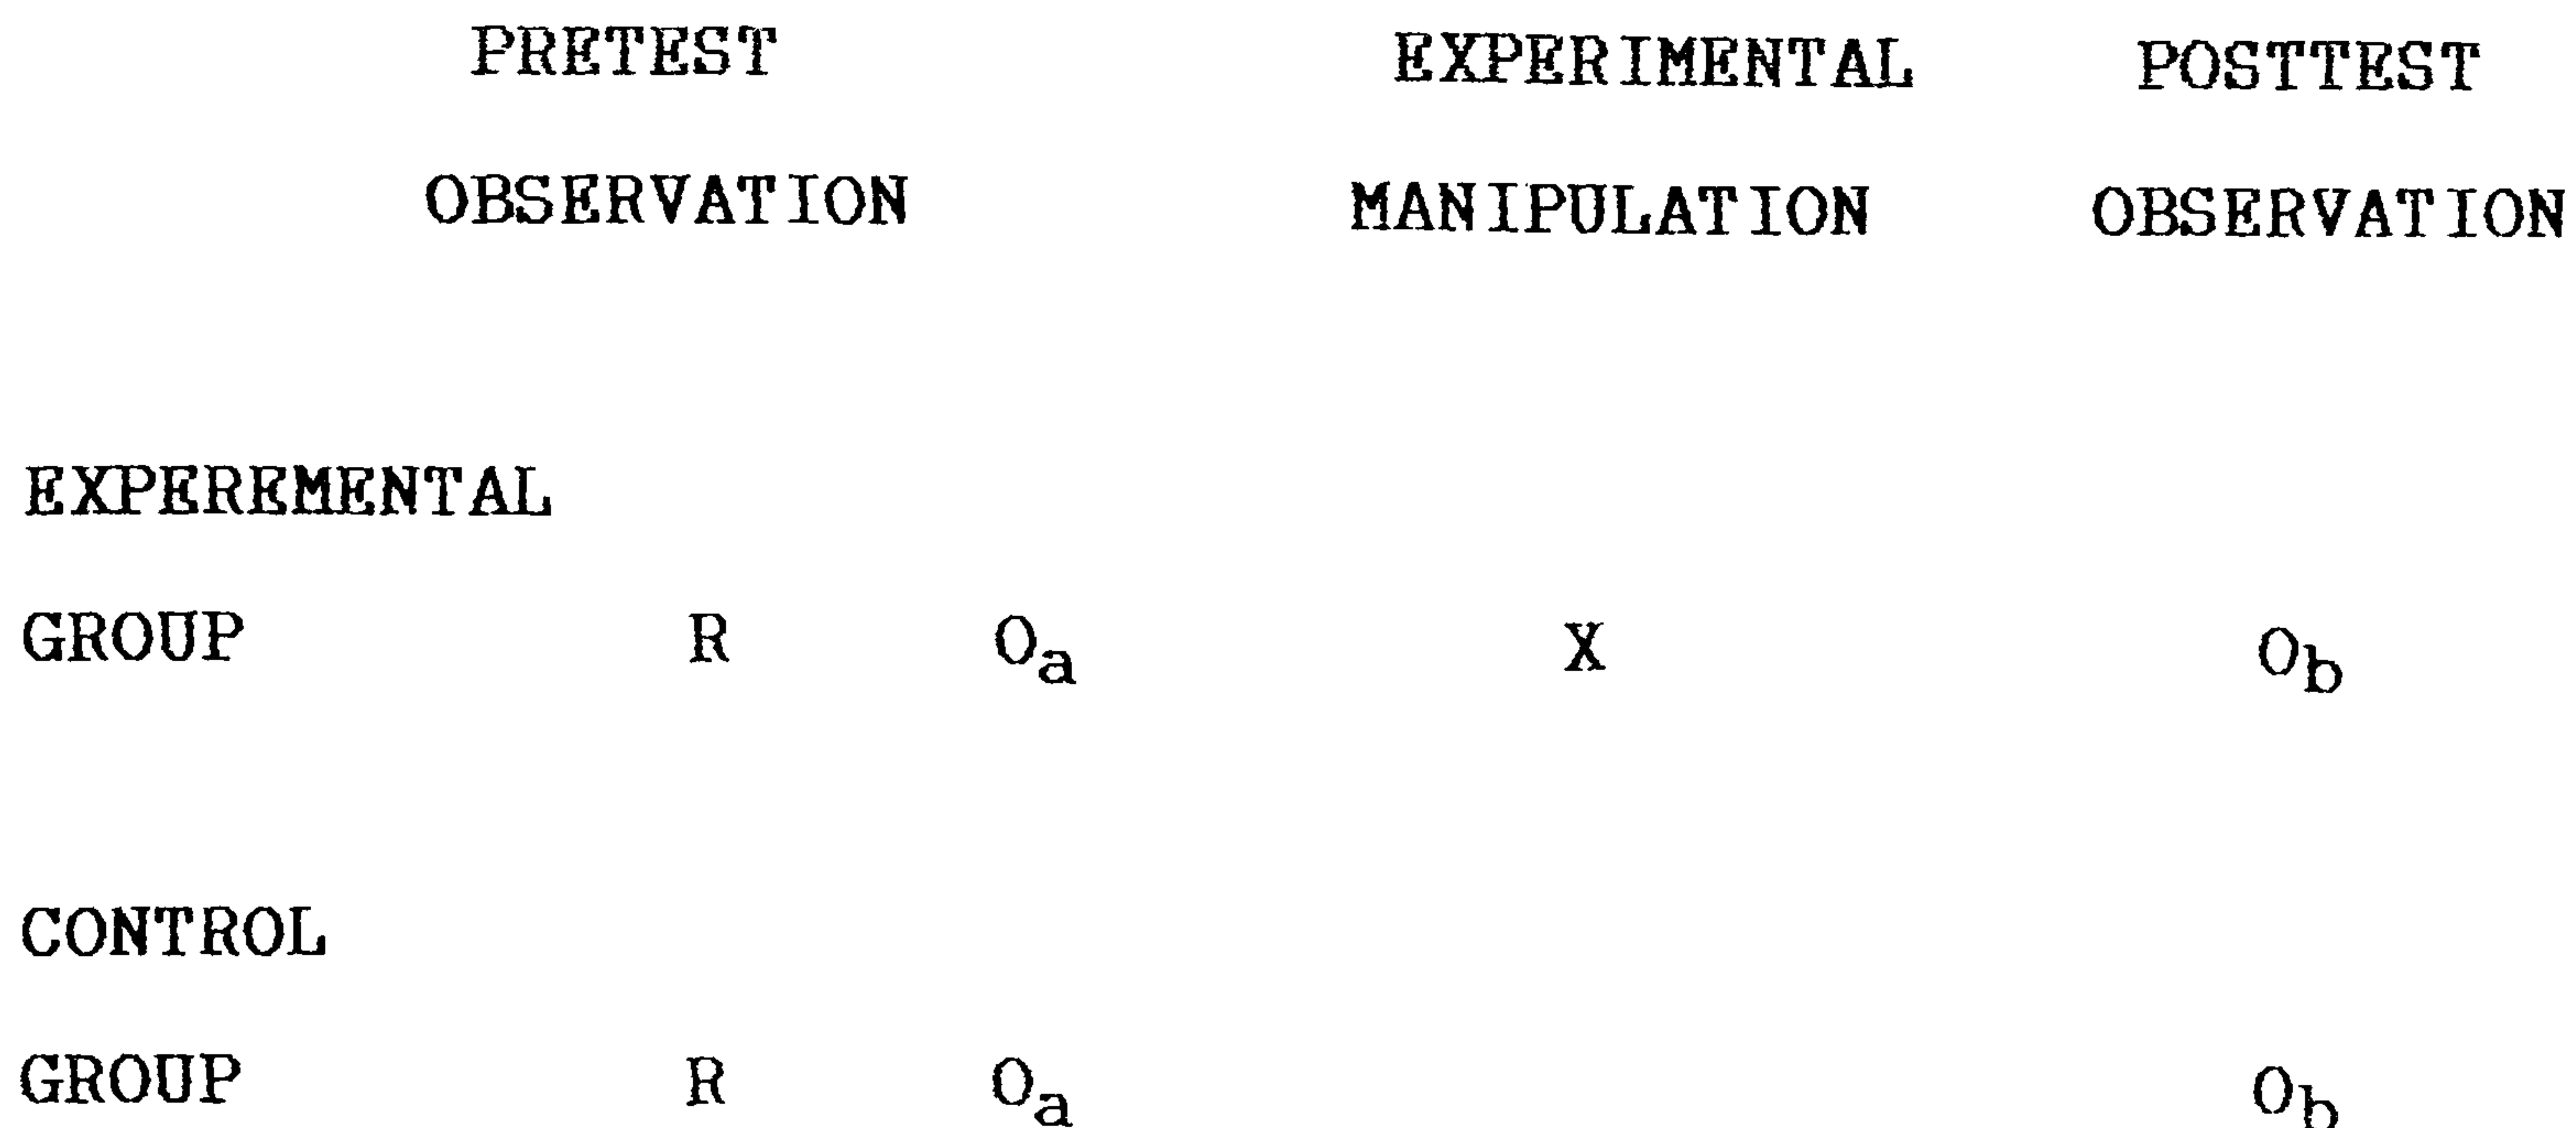 PRETEST EXPERIMENTAL POSTTEST
OBSERVATION MANIPULATION OBSERVATION
EXPEREMENTAL
GROUP R Oa X Ob
CONTROL
GROUP R Oa Ob